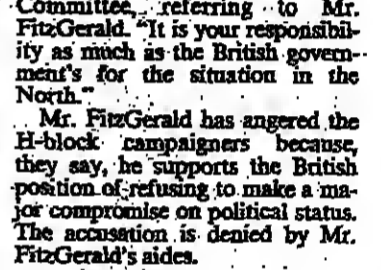 Committee, referring to Mr.
FitzGerald. "It is your responsibil-
ity as much as the British govern-
ment's for the situation in the
North."
Mr. FitzGerald has angered the
H-block campaigners because,
they say, he supports the British
position of refusing to make a ma-
jor compromise on political status.
The accusation is denied by Mr.
FitzGerald's aides.